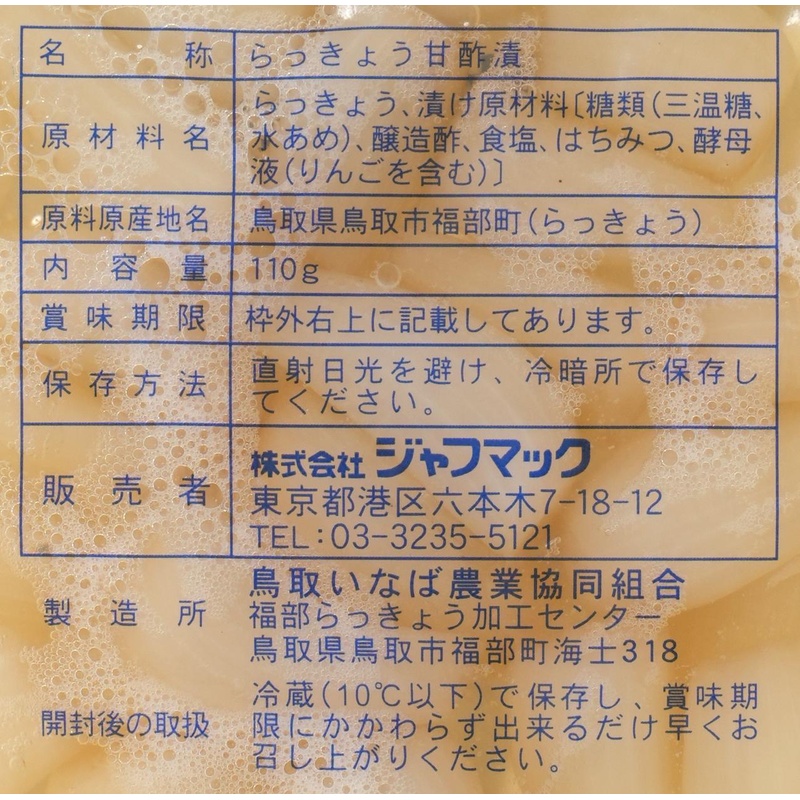 名称 らっきょう甘酢漬
原材料名 らっきょう、漬け原材料〔糖類(三温糖、
水あめ)、醸造酢、食塩、はちみつ、酵母
液(りんごを含む)〕
原料原産地名 鳥取県鳥取市福部町(らっきょう)
内容量 110g
賞味期限 枠外右上に記載してあります。
保存方法 直射日光を避け、冷暗所で保存し
てください。
販売者 株式会社 ジャフマック
東京都港区六本木7-18-12
TEL:03-3235-5121
製造所 鳥取いなば農業協同組合
福部らっきょう加工センター
鳥取県鳥取市福部町海士318
開封後の取扱 冷蔵(10℃以下)で保存し、賞味期
限にかかわらず出来るだけ早くお
召し上がりください。